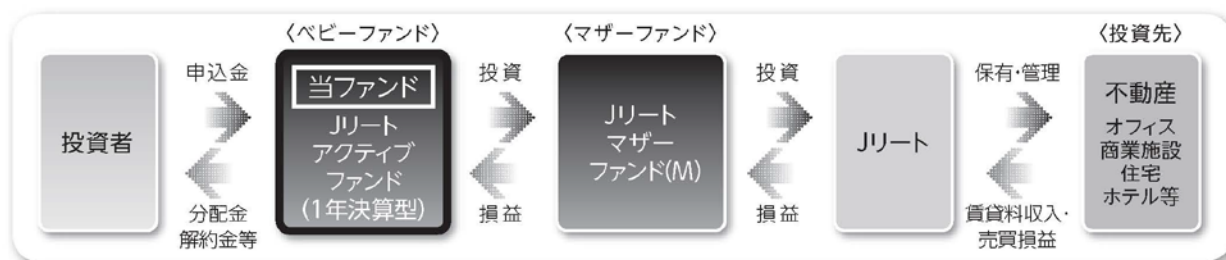 〈ベビーファンド〉
〈マザーファンド〉
〈投資先〉
投資者
申込金
分配金
解約金等
当ファンド
Jリート
アクティブ
ファンド
(1年決算型)
投資
損益
Jリート
マザー
ファンド(M)
投資
損益
Jリート
保有・管理
賃貸料収入・
売買損益
不動産
オフィス
商業施設
住宅
ホテル等